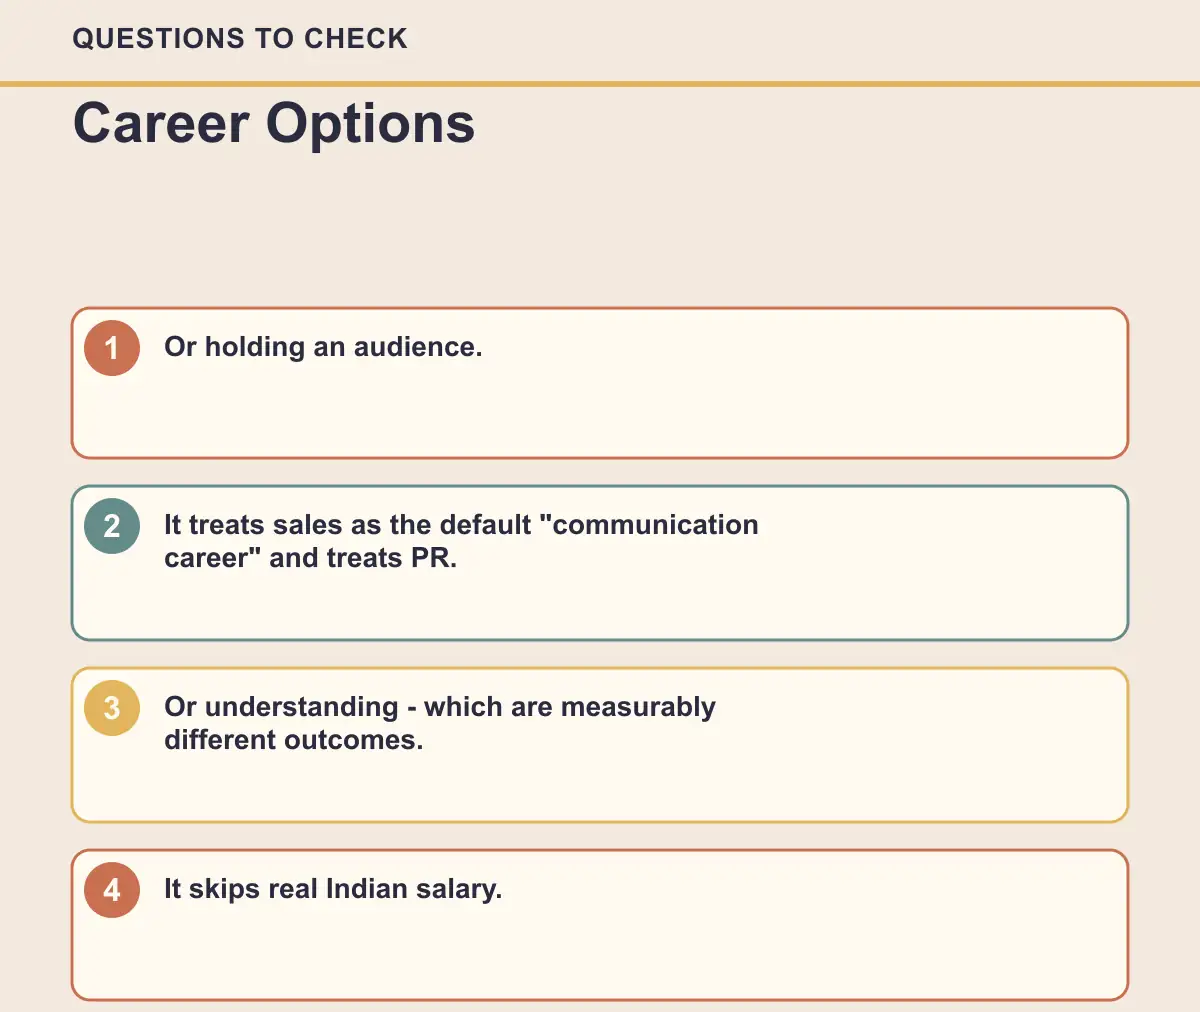 QUESTIONS TO CHECK
Career Options
1
Or holding an audience.
2
It treats sales as the default "communication
career" and treats PR.
3
Or understanding - which are measurably
different outcomes.
4
It skips real Indian salary.